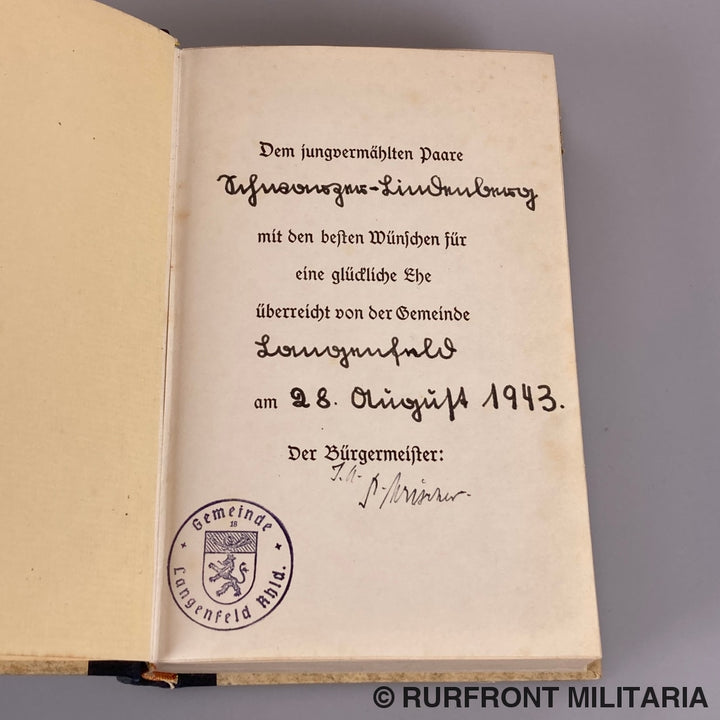 Dem jungvermählten Paare
Schwarzer-Lindenberg
mit den besten Wünschen für
eine glückliche Ehe
überreicht von der Gemeinde
Langenfeld
am 28. August 1943.
Der Bürgermeister:
I.A.
Gemeinde
18
Langenfeld Rhld.
© RURFRONT MILITARIA